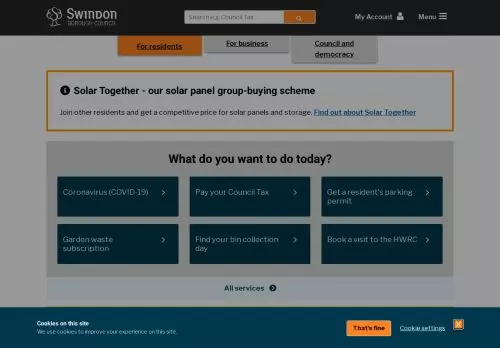 SWINDON
BOROUGH COUNCIL
Search e.g. Council Tax
My Account
Menu
For residents
For business
Council and
democracy
Solar Together - our solar panel group-buying scheme
Join other residents and get a competitive price for solar panels and storage. Find out about Solar Together
What do you want to do today?
Coronavirus (COVID-19)
Pay your Council Tax
Get a resident's parking
permit
Garden waste
subscription
Find your bin collection
day
Book a visit to the HWRC
All services
Cookies on this site
We use cookies to improve your experience on this site.
That's fine
Cookie settings